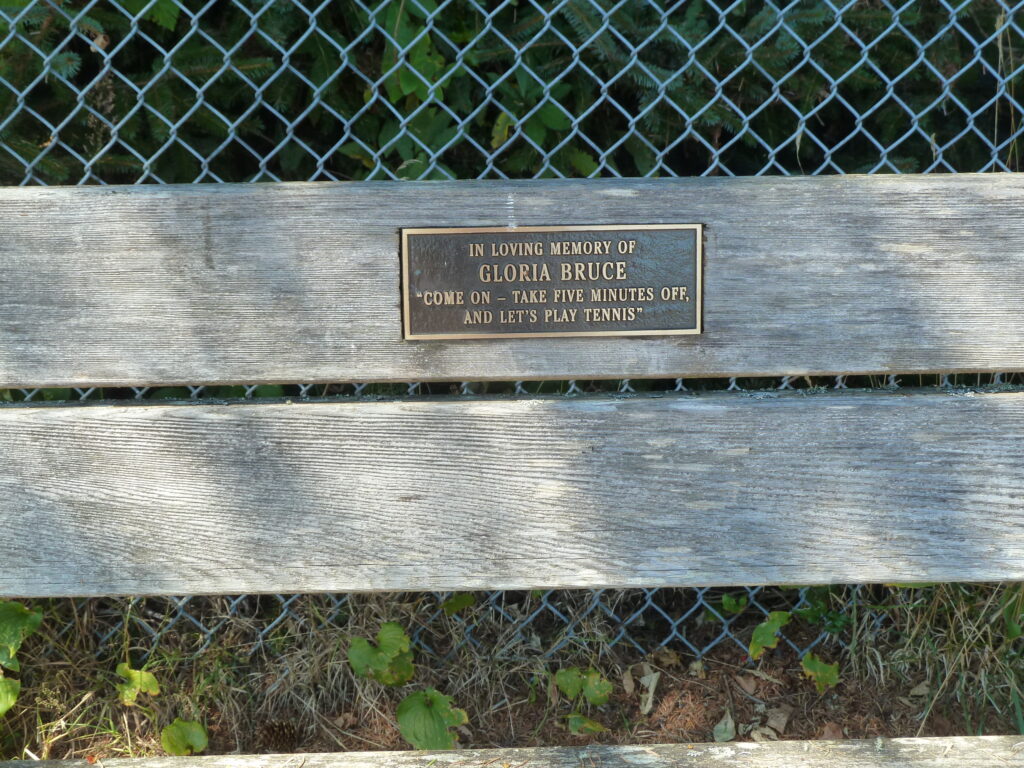 IN LOVING MEMORY OF
GLORIA BRUCE
"COME ON – TAKE FIVE MINUTES OFF,
AND LET'S PLAY TENNIS"